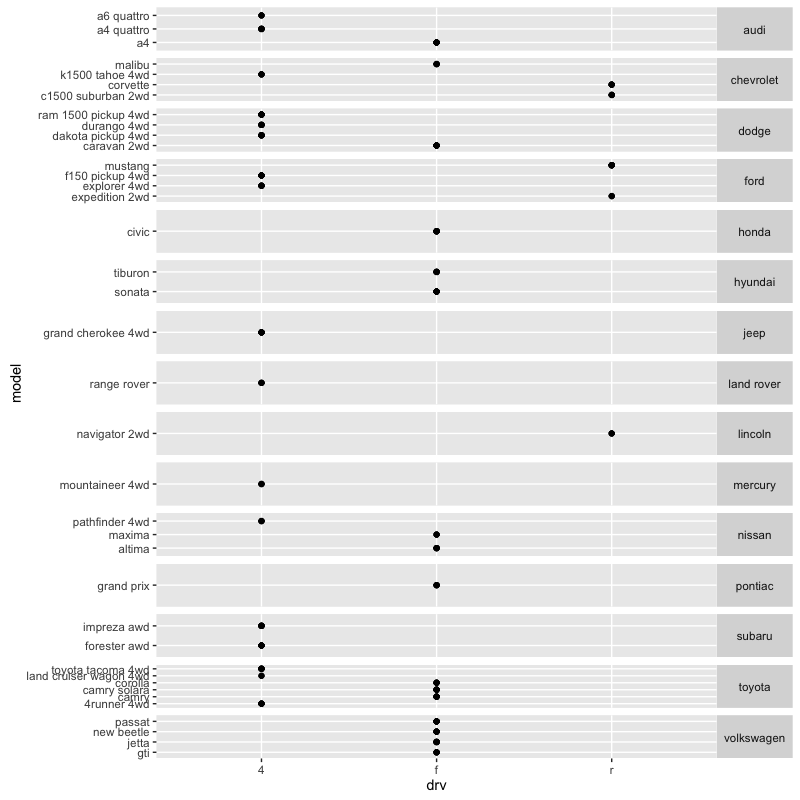 a6 quattro
a4 quattro
a4
audi
malibu
k1500 tahoe 4wd
corvette
c1500 suburban 2wd
chevrolet
ram 1500 pickup 4wd
durango 4wd
dakota pickup 4wd
caravan 2wd
dodge
mustang
f150 pickup 4wd
explorer 4wd
expedition 2wd
ford
civic
honda
tiburon
sonata
hyundai
grand cherokee 4wd
jeep
range rover
land rover
navigator 2wd
lincoln
mountaineer 4wd
mercury
pathfinder 4wd
maxima
altima
nissan
grand prix
pontiac
impreza awd
forester awd
subaru
toyota tacoma 4wd
land cruiser wagon 4wd
corolla
camry solara
camry
4runner 4wd
toyota
passat
new beetle
jetta
gti
volkswagen
model
4 f r
drv